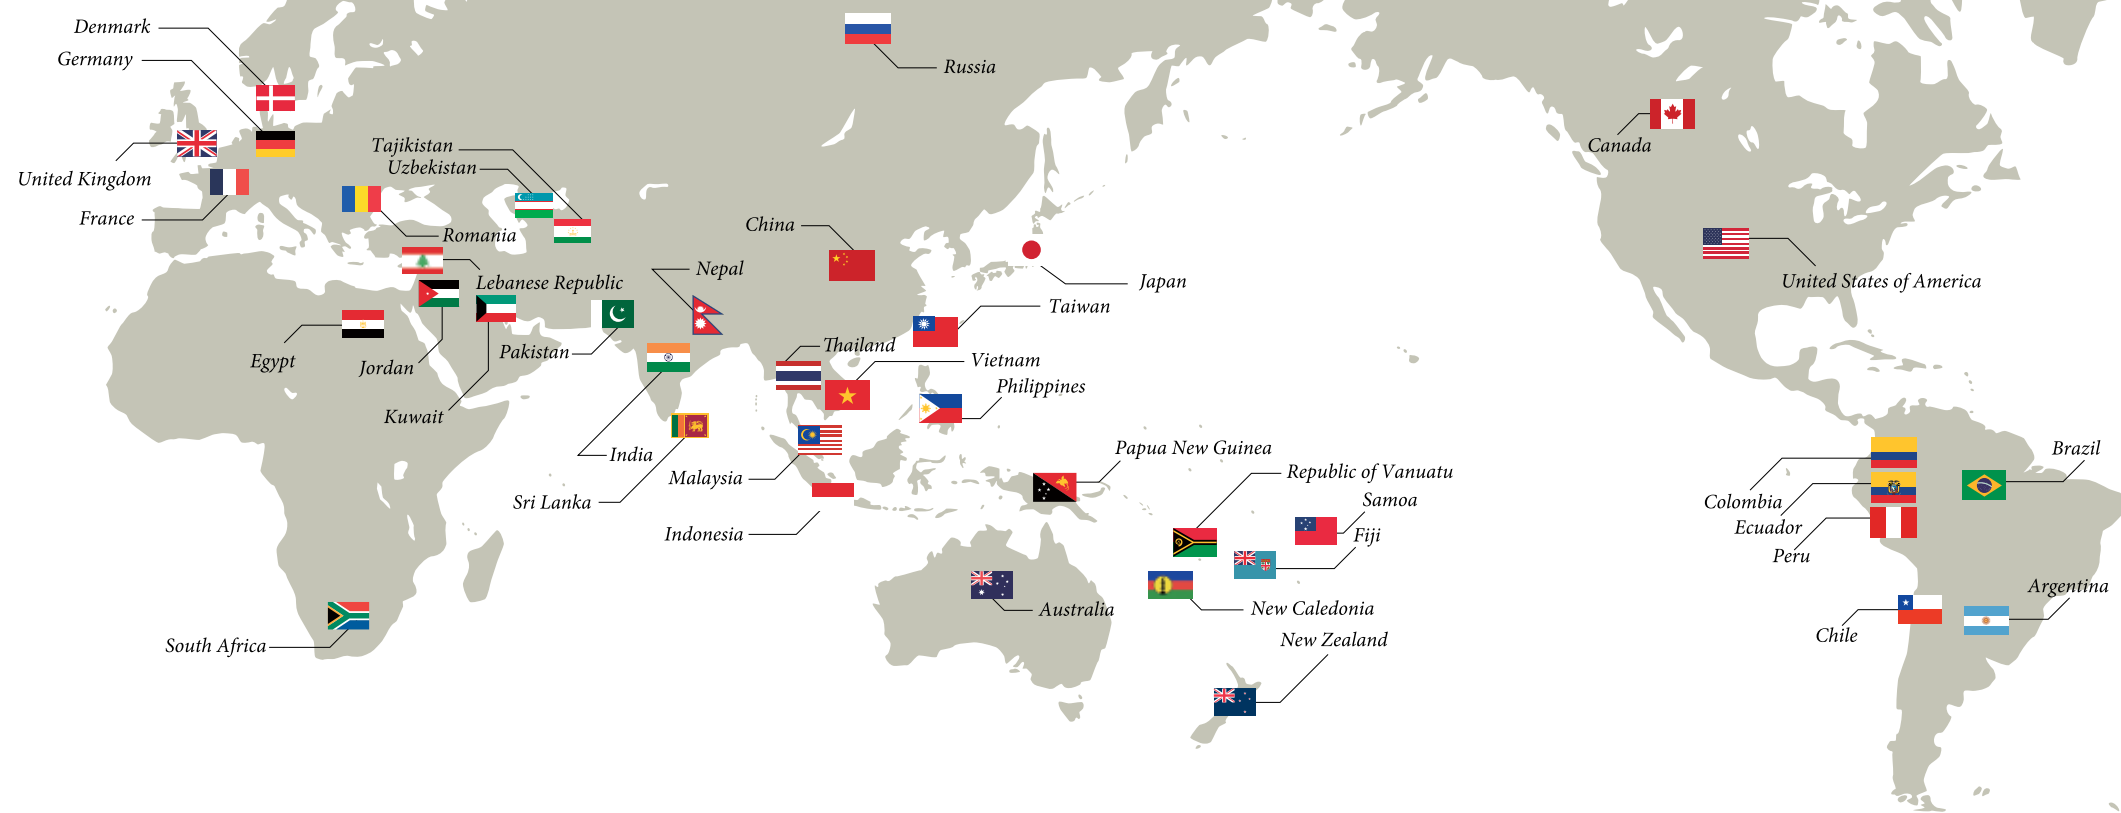 Denmark
Germany
Russia
Canada
Tajikistan
Uzbekistan
United Kingdom
France
China
Romania
Nepal
Lebanese Republic
Japan
United States of America
Taiwan
Egypt
Jordan
Pakistan
Thailand
Vietnam
Philippines
Kuwait
India
Papua New Guinea
Brazil
Malaysia
Republic of Vanuatu
Sri Lanka
Samoa
Colombia
Indonesia
Fiji
Ecuador
Peru
Argentina
Australia
New Caledonia
Chile
South Africa
New Zealand